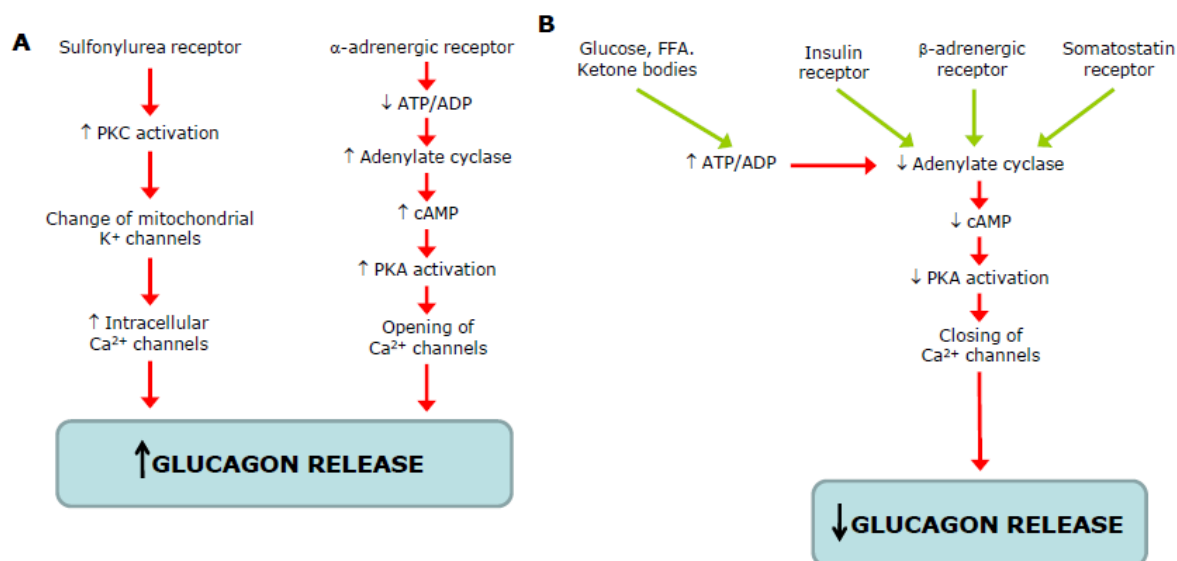 A
Sulfonylurea receptor
↑ PKC activation
Change of mitochondrial
K⁺ channels
↑ Intracellular
Ca²⁺ channels
α-adrenergic receptor
↓ ATP/ADP
↑ Adenylate cyclase
↑ cAMP
↑ PKA activation
Opening of
Ca²⁺ channels
↑GLUCAGON RELEASE
B
Glucose, FFA.
Ketone bodies
↑ ATP/ADP
Insulin
receptor
β-adrenergic
receptor
Somatostatin
receptor
↓ Adenylate cyclase
↓ cAMP
↓ PKA activation
Closing of
Ca²⁺ channels
↓GLUCAGON RELEASE